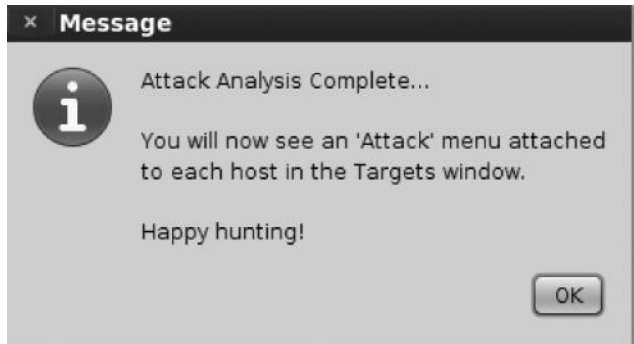 Message
Attack Analysis Complete...
You will now see an 'Attack' menu attached
to each host in the Targets window.
Happy hunting!
OK